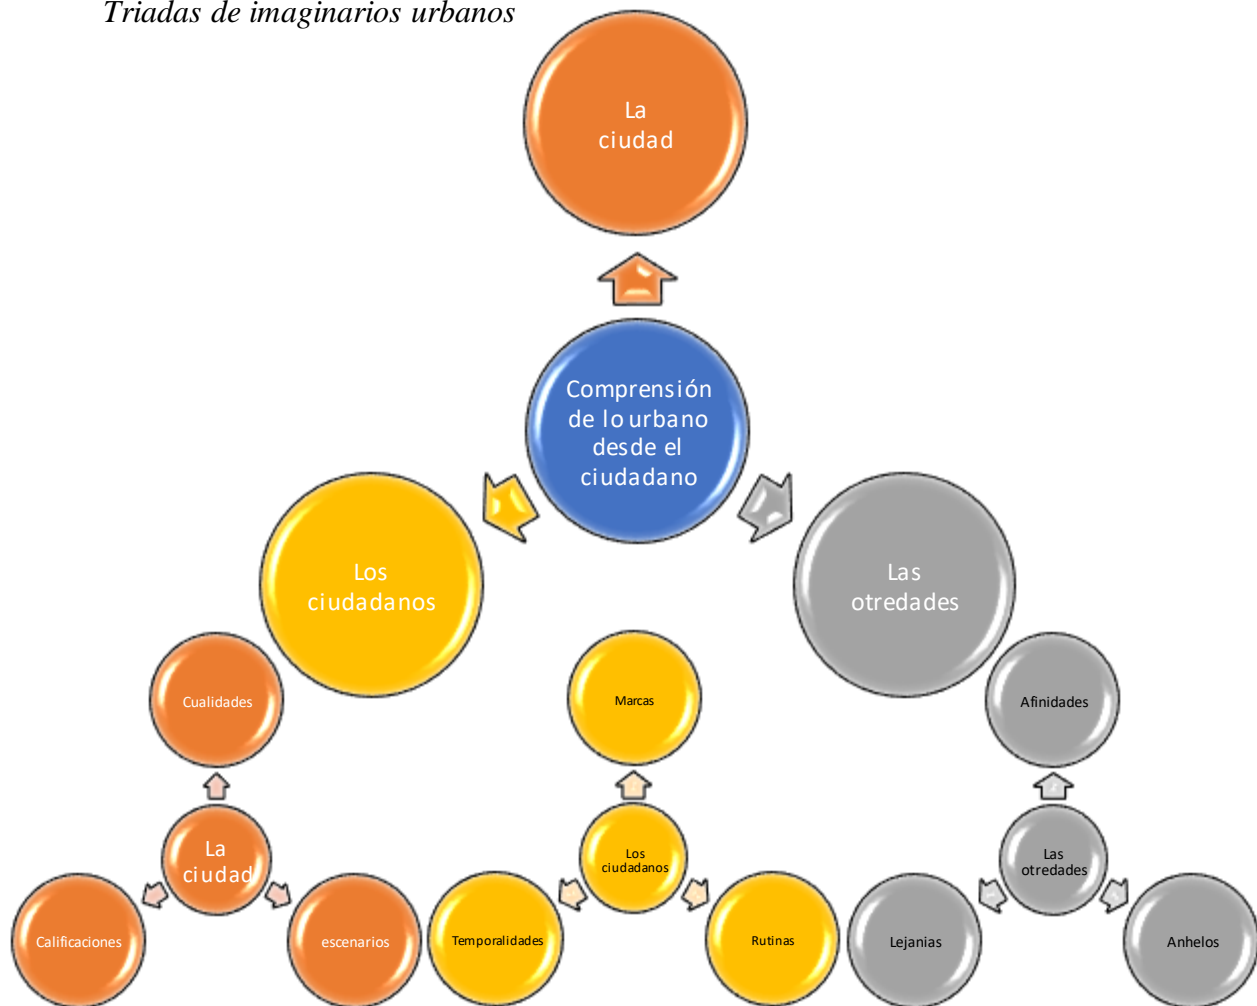 Triadas de imaginarios urbanos
La
ciudad
Comprensión
de lo urbano
desde el
ciudadano
Los
ciudadanos
Las
otredades
Cualidades
La
ciudad
Calificaciones
escenarios
Marcas
Los
ciudadanos
Temporalidades
Rutinas
Afinidades
Las
otredades
Lejanias
Anhelos